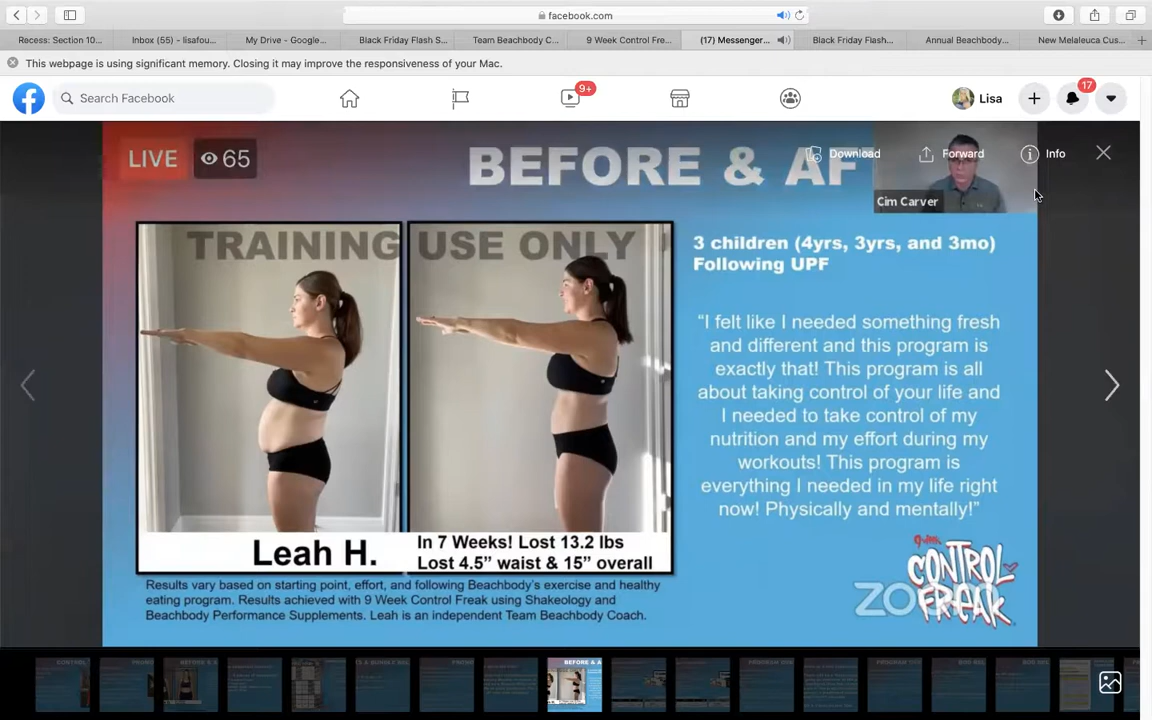 facebook.com
Recess: Section 10...
Inbox (55) - lisafou...
My Drive - Google...
Black Friday Flash S...
Team Beachbody C...
9 Week Control Fre...
(17) Messenger...
Black Friday Flash...
Annual Beachbody...
New Melaleuca Cus...
This webpage is using significant memory. Closing it may improve the responsiveness of your Mac.
Search Facebook
9+
Lisa
17
LIVE
65
BEFORE & AF
Download
Forward
Info
Cim Carver
TRAINING USE ONLY
3 children (4yrs, 3yrs, and 3mo)
Following UPF
“I felt like I needed something fresh
and different and this program is
exactly that! This program is all
about taking control of your life and
I needed to take control of my
nutrition and my effort during my
workouts! This program is
everything I needed in my life right
now! Physically and mentally!”
Leah H.
In 7 Weeks! Lost 13.2 lbs
Lost 4.5” waist & 15” overall
Results vary based on starting point, effort, and following Beachbody’s exercise and healthy
eating program. Results achieved with 9 Week Control Freak using Shakeology and
Beachbody Performance Supplements. Leah is an independent Team Beachbody Coach.
CONTROL
FREAK
BEFORE & A